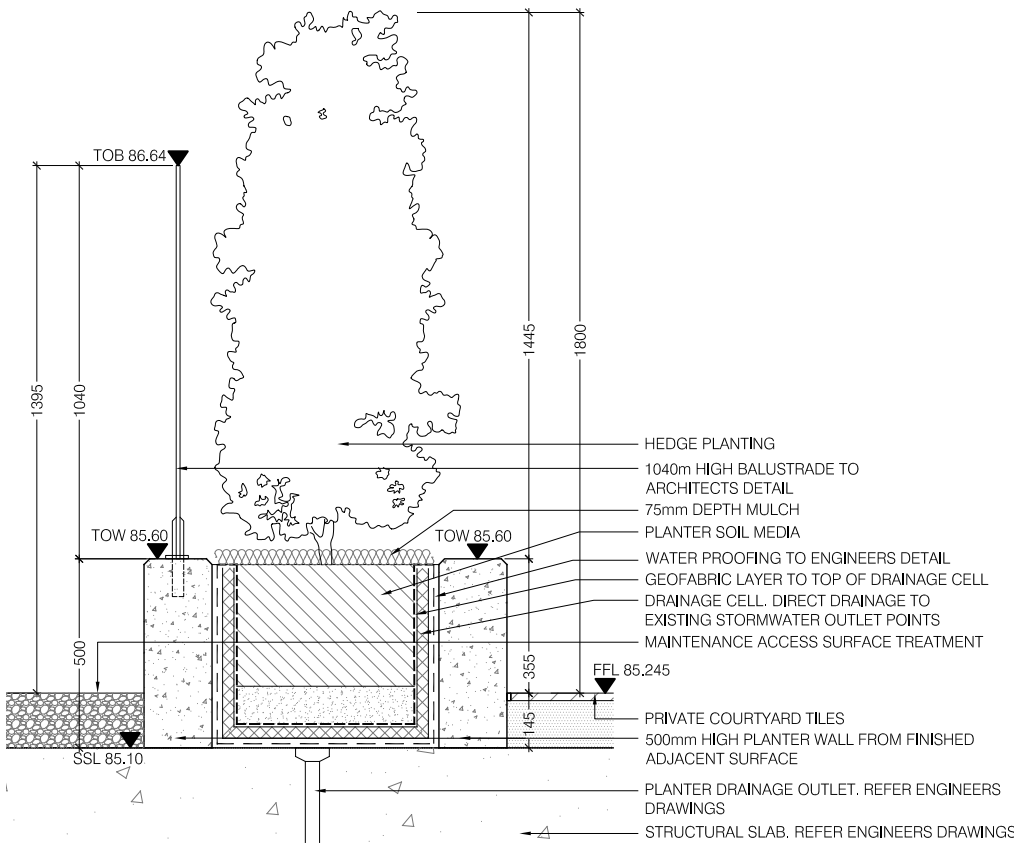 TOB 86.64
1395
1040
1445
1800
HEDGE PLANTING
1040m HIGH BALUSTRADE TO
ARCHITECTS DETAIL
75mm DEPTH MULCH
TOW 85.60
TOW 85.60
PLANTER SOIL MEDIA
WATER PROOFING TO ENGINEERS DETAIL
GEOFABRIC LAYER TO TOP OF DRAINAGE CELL
DRAINAGE CELL. DIRECT DRAINAGE TO
EXISTING STORMWATER OUTLET POINTS
MAINTENANCE ACCESS SURFACE TREATMENT
500
355
FFL 85.245
145
PRIVATE COURTYARD TILES
500mm HIGH PLANTER WALL FROM FINISHED
ADJACENT SURFACE
SSL 85.10
PLANTER DRAINAGE OUTLET. REFER ENGINEERS
DRAWINGS
STRUCTURAL SLAB. REFER ENGINEERS DRAWINGS